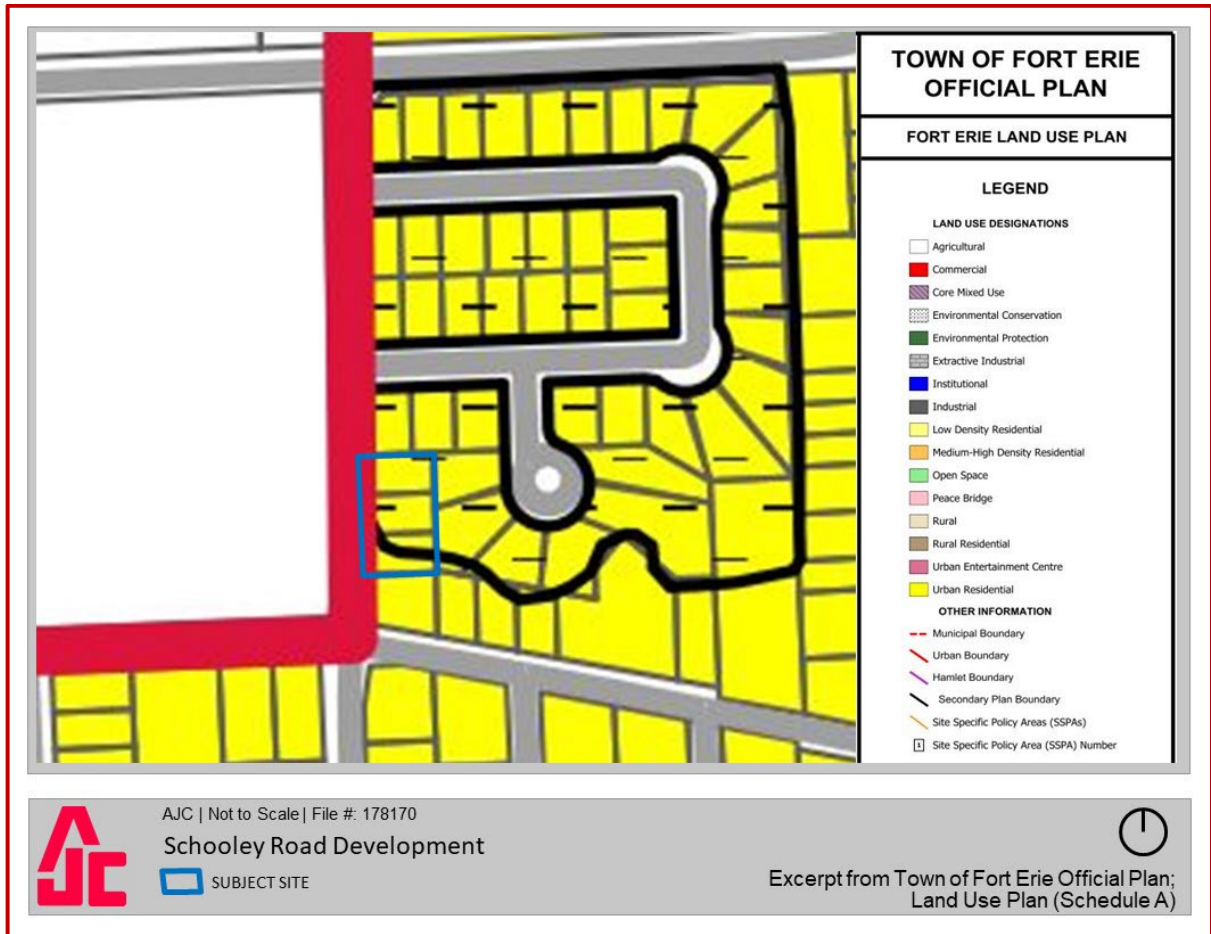 TOWN OF FORT ERIE
OFFICIAL PLAN
FORT ERIE LAND USE PLAN
LEGEND
LAND USE DESIGNATIONS
Agricultural
Commercial
Core Mixed Use
Environmental Conservation
Environmental Protection
Extractive Industrial
Institutional
Industrial
Low Density Residential
Medium-High Density Residential
Open Space
Peace Bridge
Rural
Rural Residential
Urban Entertainment Centre
Urban Residential
OTHER INFORMATION
Municipal Boundary
Urban Boundary
Hamlet Boundary
Secondary Plan Boundary
Site Specific Policy Areas (SSPAs)
1 Site Specific Policy Area (SSPA) Number
AJC
AJC | Not to Scale | File #: 178170
Schooley Road Development
SUBJECT SITE
Excerpt from Town of Fort Erie Official Plan;
Land Use Plan (Schedule A)